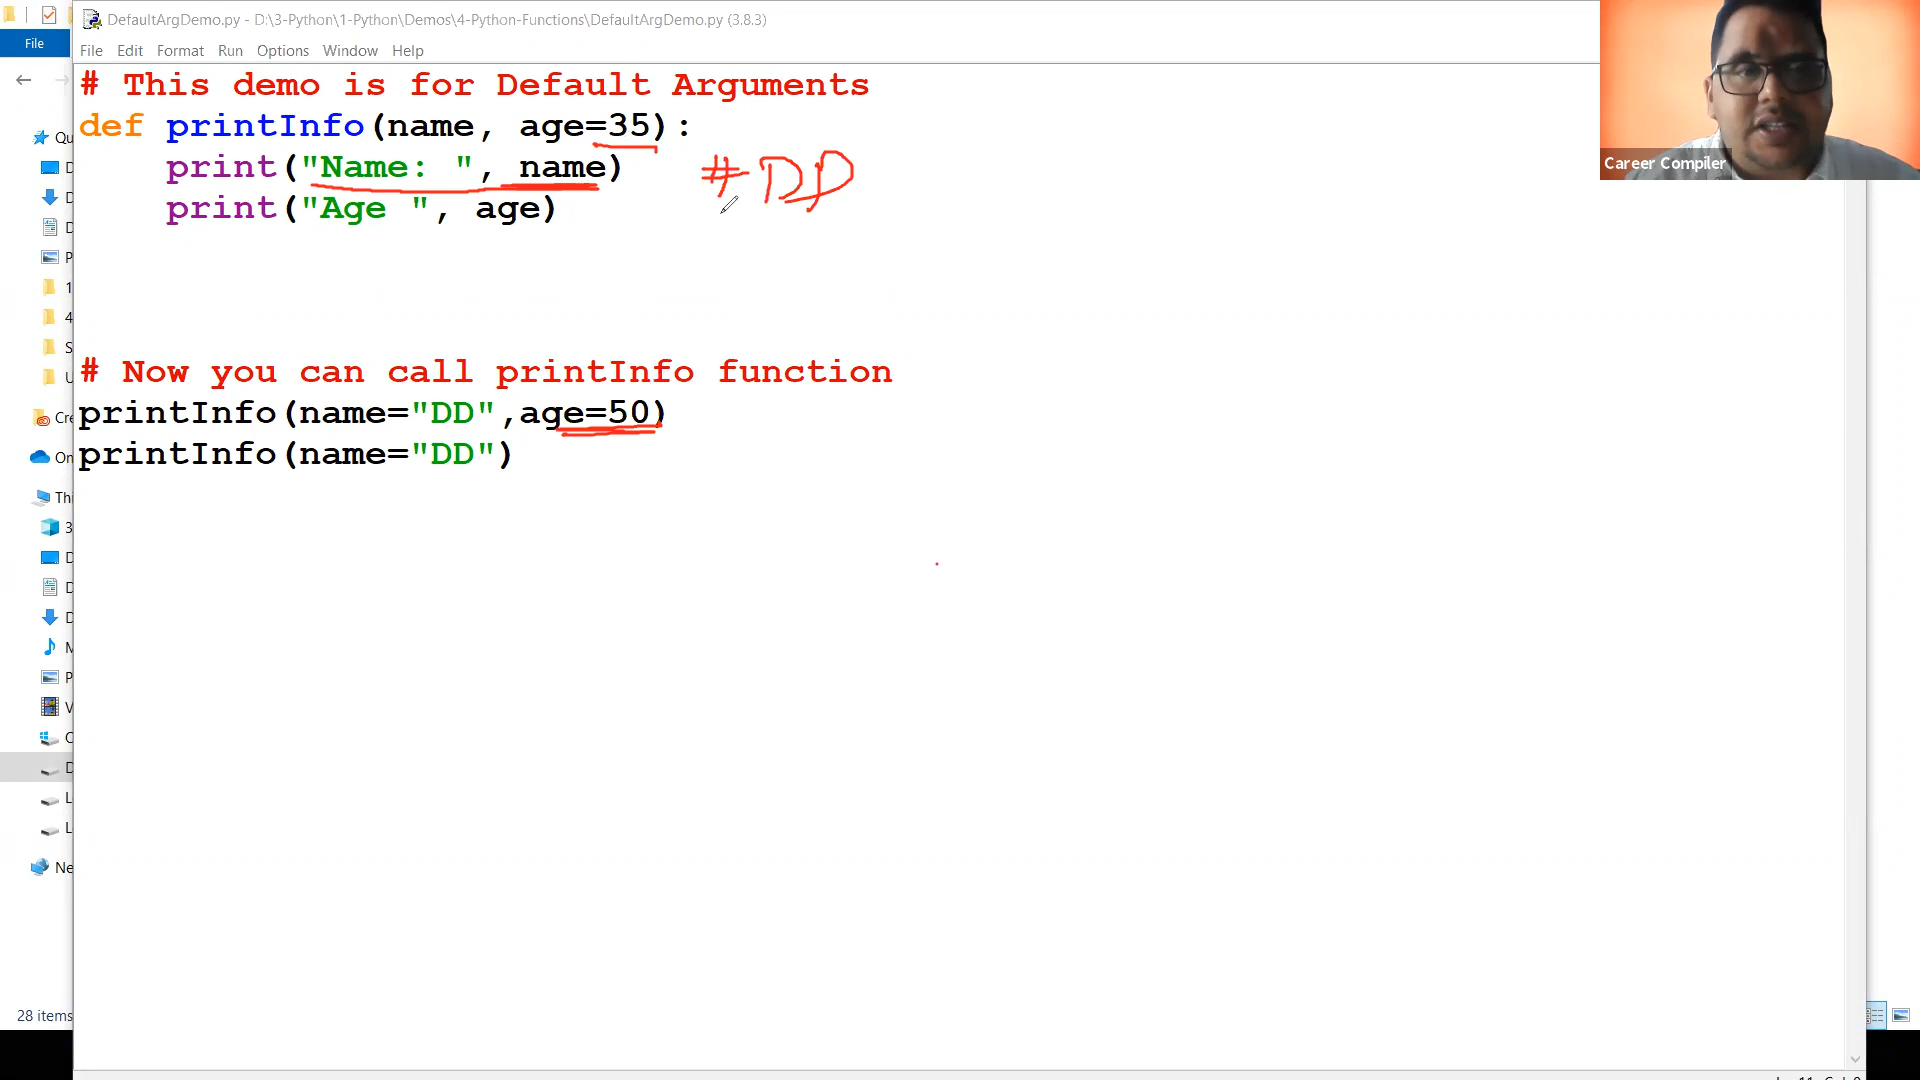 DefaultArgDemo.py - D:\3-Python\1-Python\Demos\4-Python-Functions\DefaultArgDemo.py (3.8.3)
File
File Edit Format Run Options Window Help
# This demo is for Default Arguments
def printInfo(name, age=35):
print("Name: ", name)
# DD
print("Age ", age)
# Now you can call printInfo function
printInfo(name="DD",age=50)
printInfo(name="DD")
Career Compiler
28 items